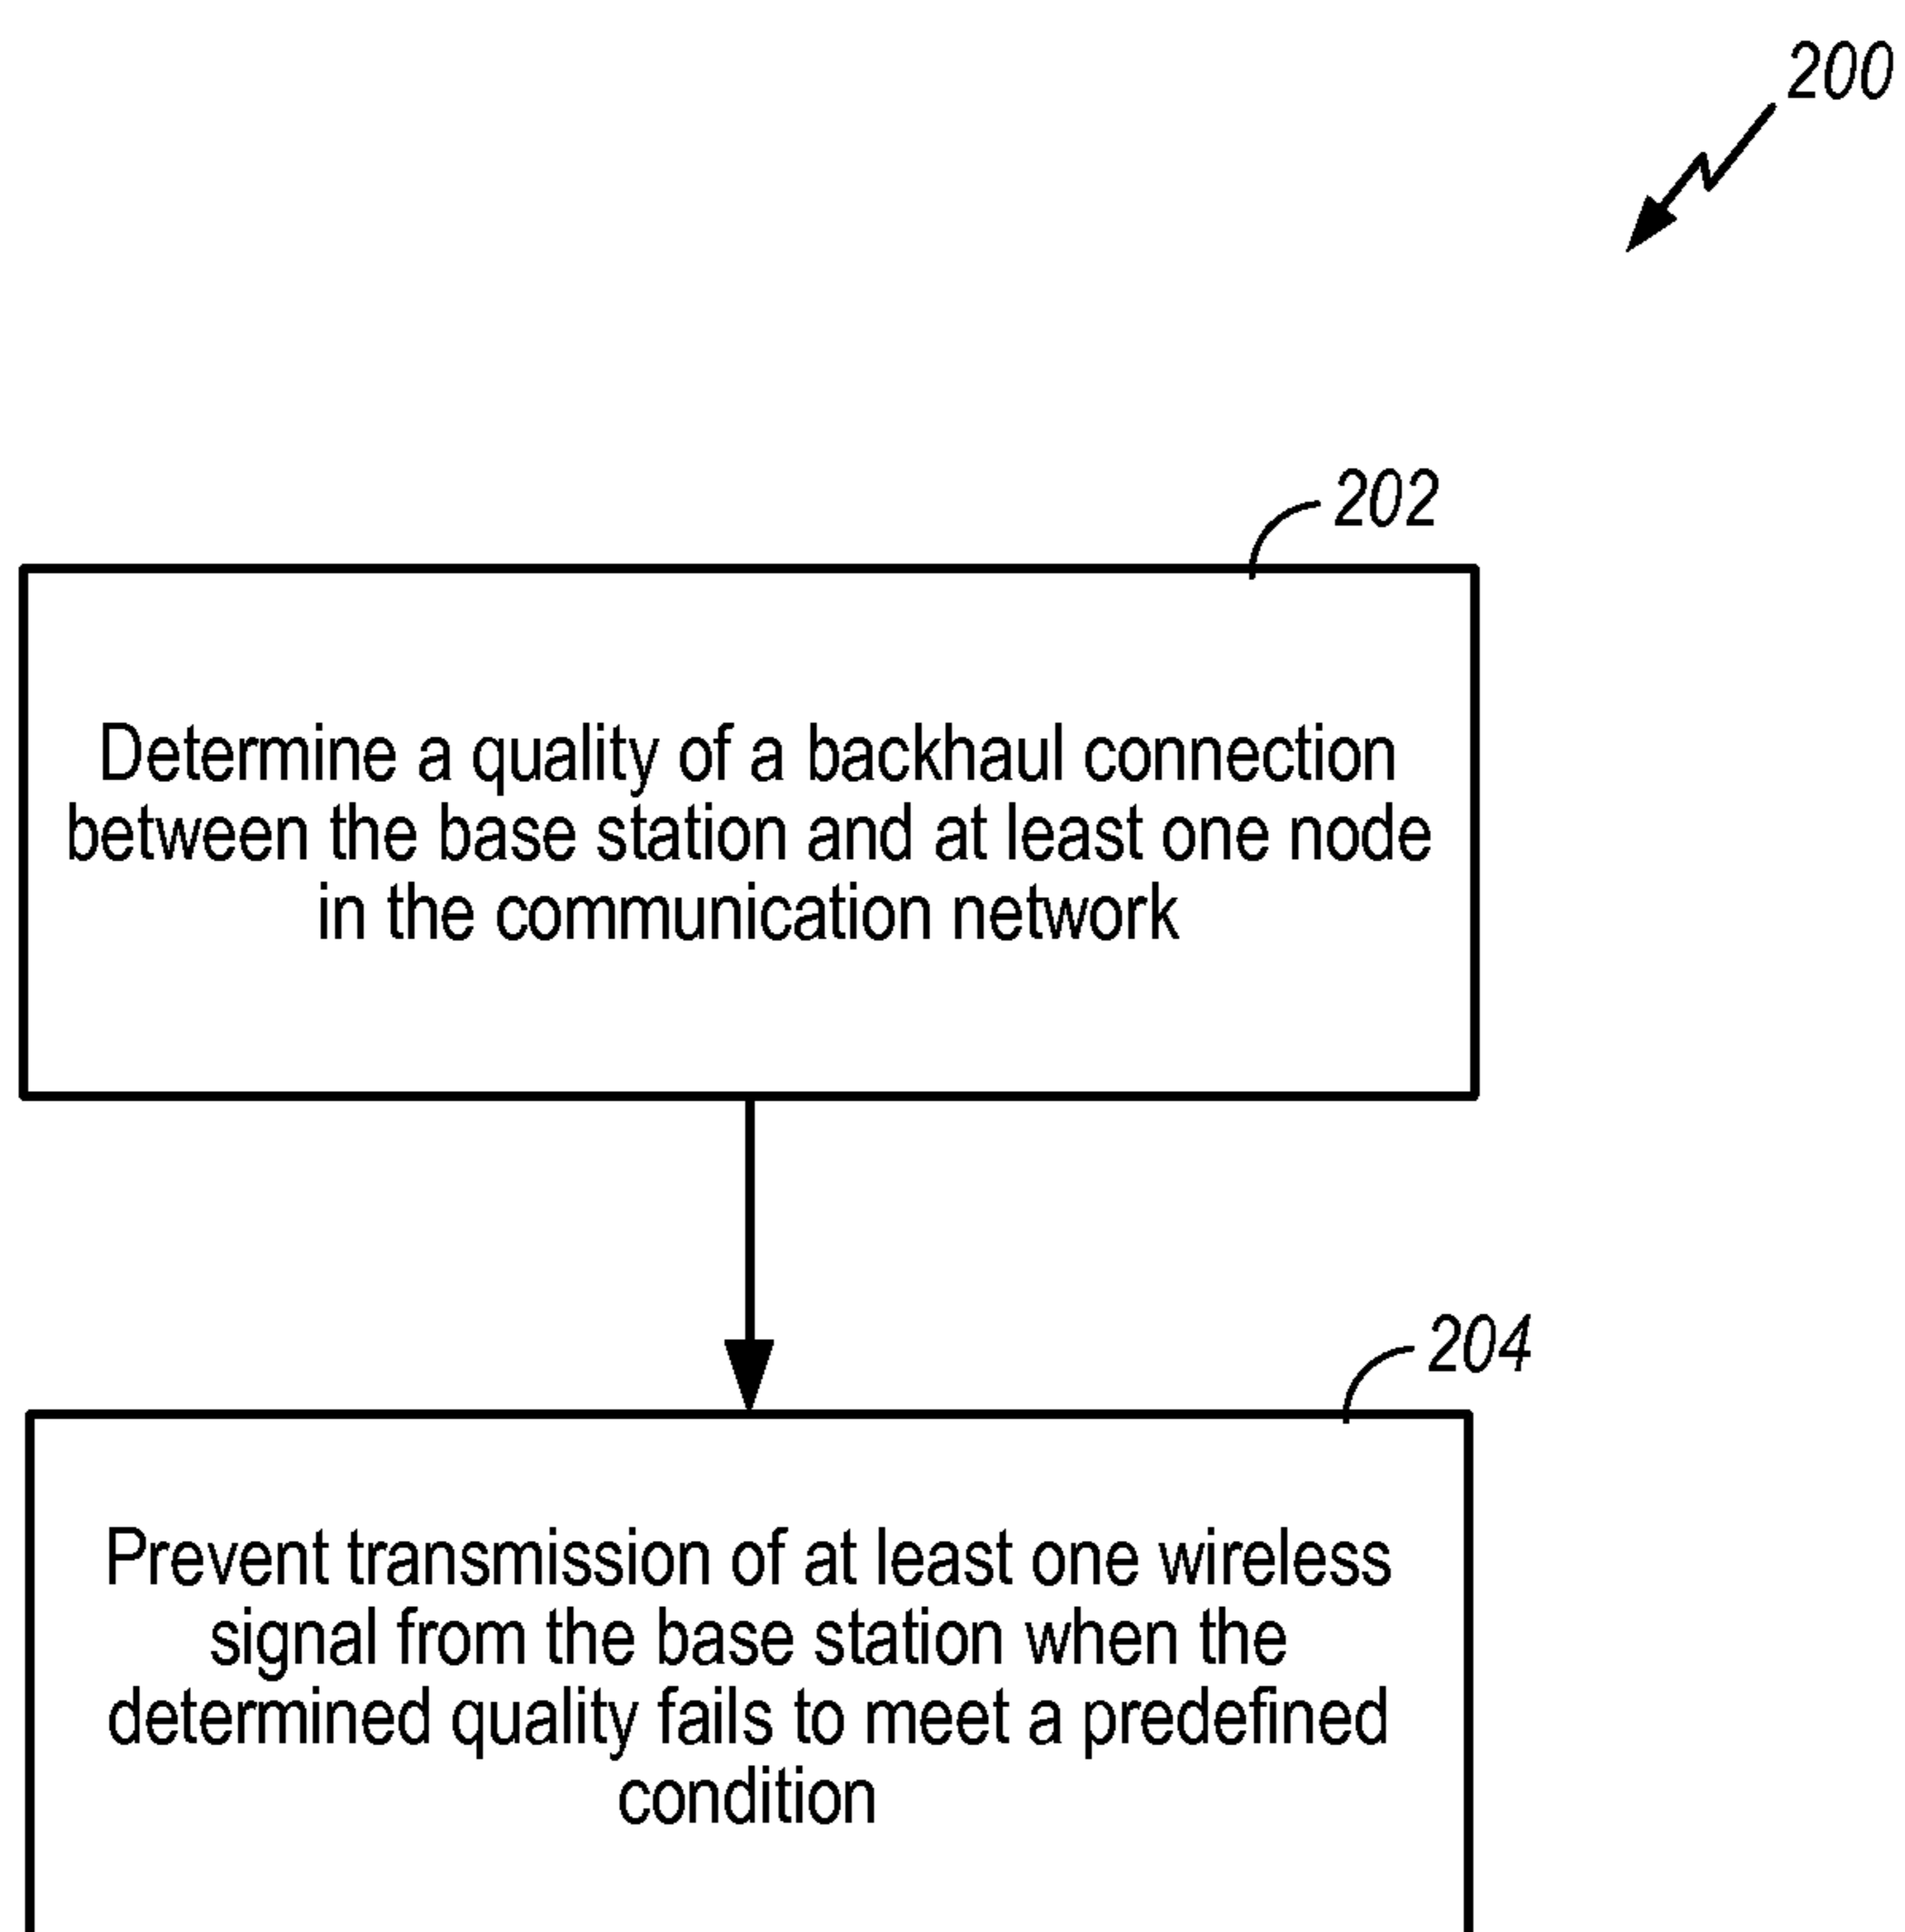 200
202
Determine a quality of a backhaul connection
between the base station and at least one node
in the communication network
204
Prevent transmission of at least one wireless
signal from the base station when the
determined quality fails to meet a predefined
condition